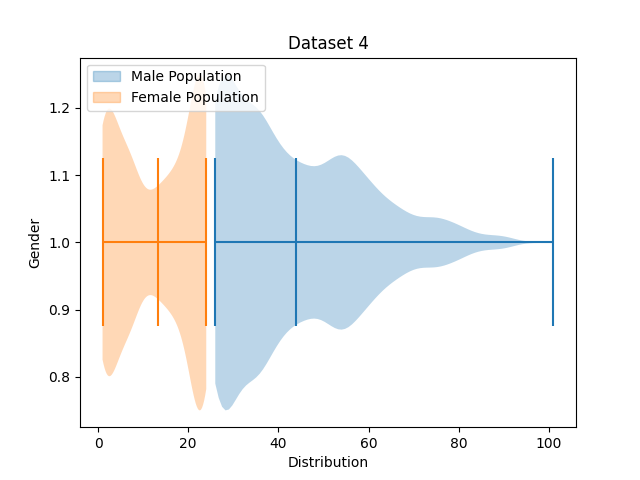 Dataset 4
Male Population
Female Population
1.2
1.1
1.0
0.9
0.8
Gender
0
20
40
60
80
100
Distribution